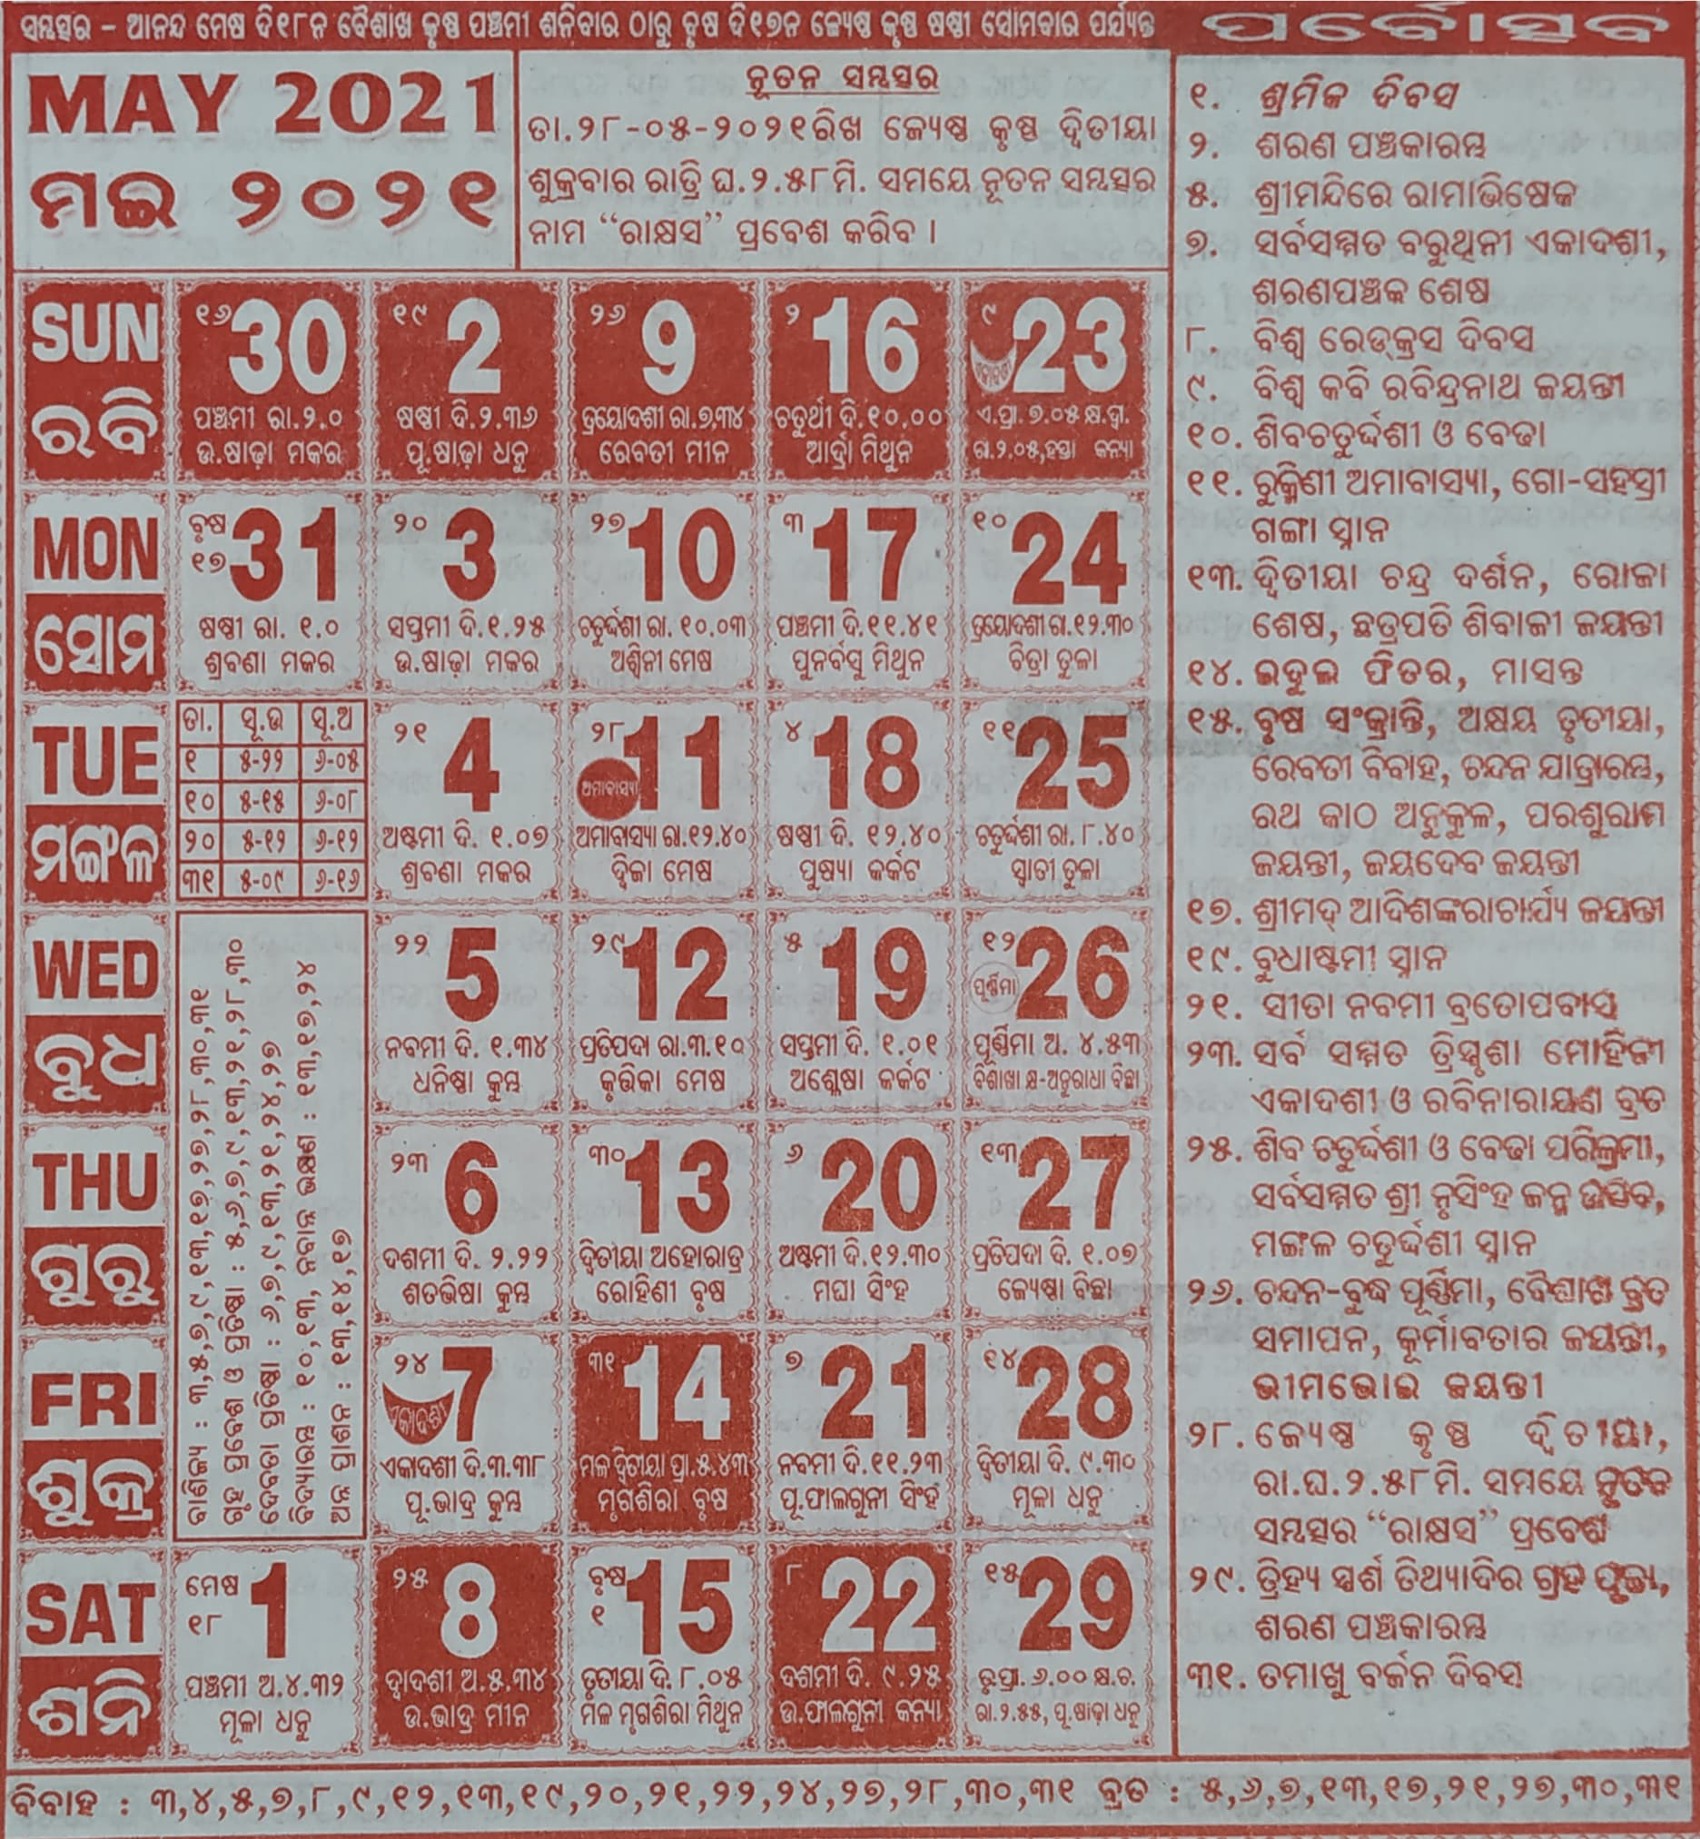 ସମ୍ବତ୍ସର - ଆନନ୍ଦ ମେଷ ଦି୧୮ନ ବୈଶାଖ କୃଷ୍ଣ ପଞ୍ଚମୀ ଶନିବାର ଠାରୁ ବୃଷ ଦି୧୭ନ ଜ୍ୟେଷ୍ଠ କୃଷ୍ଣ ଷଷ୍ଠୀ ସୋମବାର ପର୍ଯ୍ୟନ୍ତ
ପର୍ବୋତ୍ସବ
MAY 2021
ମଇ ୨୦୨୧
ନୂତନ ସମ୍ବତ୍ସର
ତା.୨୮-୦୫-୨୦୨୧ରିଖ ଜ୍ୟେଷ୍ଠ କୃଷ୍ଣ ଦ୍ଵିତୀୟା
ଶୁକ୍ରବାର ରାତ୍ରି ଘ.୨.୫୮ମି. ସମୟେ ନୂତନ ସମ୍ବତ୍ସର
ନାମ “ରାକ୍ଷସ” ପ୍ରବେଶ କରିବ ।
SUN
ରବି
୧୬ 30
ପଞ୍ଚମୀ ରା.୨.୦
ଉ.ଷାଢ଼ା ମକର
୧୯ 2
ଷଷ୍ଠୀ ଦି.୨.୩୬
ପୂ.ଷାଢ଼ା ଧନୁ
୨୬ 9
ତ୍ରୟୋଦଶୀ ରା.୭.୩୪
ରେବତୀ ମୀନ
୨ 16
ଚତୁର୍ଥୀ ଦି.୧୦.୦୦
ଆର୍ଦ୍ରା ମିଥୁନ
୯ 23
ଏକାଦଶୀ
ଏ.ପ୍ରା. ୭.୦୫ କ୍ଷ.ଦ୍ଵା.
ରା.୨.୦୫,ହସ୍ତା କନ୍ୟା
MON
ସୋମ
ବୃଷ
୧୭ 31
ଷଷ୍ଠୀ ରା. ୧.୦
ଶ୍ରବଣା ମକର
୨୦ 3
ସପ୍ତମୀ ଦି.୧.୨୫
ଉ.ଷାଢ଼ା ମକର
୨୭ 10
ଚତୁର୍ଦ୍ଦଶୀ ରା. ୧୦.୦୩
ଅଶ୍ଵିନୀ ମେଷ
୩ 17
ପଞ୍ଚମୀ ଦି.୧୧.୪୧
ପୁନର୍ବସୁ ମିଥୁନ
୧୦ 24
ତ୍ରୟୋଦଶୀ ରା.୧୨.୩୦
ଚିତ୍ରା ତୁଳା
TUE
ମଙ୍ଗଳ
ତା. ସୂ.ଉ ସୂ.ଅ
୧ ୫-୨୨ ୬-୦୫
୧୦ ୫-୧୫ ୬-୦୮
୨୦ ୫-୧୨ ୬-୧୨
୩୧ ୫-୦୯ ୬-୧୬
୨୧ 4
ଅଷ୍ଟମୀ ଦି. ୧.୦୭
ଶ୍ରବଣା ମକର
୨୮ 11
ଅମାବାସ୍ୟା
ଅମାବାସ୍ୟା ରା.୧୨.୪୦
ଦ୍ଵିକା ମେଷ
୪ 18
ଷଷ୍ଠୀ ଦି. ୧୨.୪୦
ପୁଷ୍ୟା କର୍କଟ
୧୧ 25
ଚତୁର୍ଦ୍ଦଶୀ ରା. ୮.୪୦
ସ୍ଵାତୀ ତୁଳା
WED
ବୁଧ
୨୨ 5
ନବମୀ ଦି. ୧.୩୪
ଧନିଷ୍ଠା କୁମ୍ଭ
୨୯ 12
ପ୍ରତିପଦା ରା.୩.୧୦
କୃତ୍ତିକା ମେଷ
୫ 19
ସପ୍ତମୀ ଦି. ୧.୦୧
ଅଶ୍ଳେଷା କର୍କଟ
୧୨ 26
ପୂର୍ଣ୍ଣିମା
ପୂର୍ଣ୍ଣିମା ଅ. ୪.୫୩
ବିଶାଖା କ୍ଷ-ଅନୁରାଧା ବିଛା
THU
ଗୁରୁ
୨୩ 6
ଦଶମୀ ଦି. ୨.୨୨
ଶତଭିଷା କୁମ୍ଭ
୩୦ 13
ଦ୍ଵିତୀୟା ଅହୋରାତ୍ର
ରୋହିଣୀ ବୃଷ
୬ 20
ଅଷ୍ଟମୀ ଦି.୧୨.୩୦
ମଘା ସିଂହ
୧୩ 27
ପ୍ରତିପଦା ଦି. ୧.୦୭
ଜ୍ୟେଷ୍ଠା ବିଛା
FRI
ଶୁକ୍ର
୨୪ 7
ଏକାଦଶୀ
ଏକାଦଶୀ ଦି.୩.୩୮
ପୂ.ଭାଦ୍ର କୁମ୍ଭ
୩୧ 14
ମଳ ଦ୍ଵିତୀୟା ପ୍ରା.୫.୪୩
ମୃଗଶିରା ବୃଷ
୭ 21
ନବମୀ ଦି.୧୧.୨୩
ପୂ.ଫାଲଗୁନୀ ସିଂହ
୧୪ 28
ଦ୍ଵିତୀୟା ଦି. ୯.୩୦
ମୂଳା ଧନୁ
SAT
ଶନି
ମେଷ
୧୮ 1
ପଞ୍ଚମୀ ଅ.୪.୩୨
ମୂଳା ଧନୁ
୨୫ 8
ଦ୍ଵାଦଶୀ ଅ.୫.୩୪
ଉ.ଭାଦ୍ର ମୀନ
ବୃଷ
୧ 15
ତୃତୀୟା ଦି. ୮.୦୫
ମଳ ମୃଗଶିରା ମିଥୁନ
୮ 22
ଦଶମୀ ଦି. ୯.୨୫
ଉ.ଫାଲଗୁନୀ କନ୍ୟା
୧୫ 29
ତୃ.ପ୍ରା. ୬.୦୦ କ୍ଷ.ଚ.
ରା.୨.୫୫, ପୂ.ଷାଢ଼ା ଧନୁ
ବାଣିଜ୍ୟ : ୩,୫,୭,୯,୧୩,୧୭,୨୭,୨୮,୩୦,୩୧
ଗୃହ ପ୍ରବେଶ ଓ ପ୍ରତିଷ୍ଠା : ୫,୬,୭,୯,୧୩,୨୧,୨୮,୩୦
ଦେବତା ପ୍ରତିଷ୍ଠା : ୬,୭,୯,୧୩,୨୧,୨୪,୨୭
ବିଦ୍ୟାରମ୍ଭ : ୧୦,୧୩, ନବାନ୍ନ ଭକ୍ଷଣ : ୧୩,୧୭,୨୪
ଅନ୍ନ ପ୍ରାଶନ : ୧୩,୧୪,୧୭
୧. ଶ୍ରମିକ ଦିବସ
୨. ଶରଣ ପଞ୍ଚକାରମ୍ଭ
୫. ଶ୍ରୀମନ୍ଦିରେ ରାମାଭିଷେକ
୭. ସର୍ବସମ୍ମତ ବରୁଥିନୀ ଏକାଦଶୀ,
ଶରଣପଞ୍ଚକ ଶେଷ
୮. ବିଶ୍ଵ ରେଡ୍‌କ୍ରସ ଦିବସ
୯. ବିଶ୍ଵ କବି ରବିନ୍ଦ୍ରନାଥ ଜୟନ୍ତୀ
୧୦. ଶିବଚତୁର୍ଦ୍ଦଶୀ ଓ ବେଢା
୧୧. ରୁକ୍ମିଣୀ ଅମାବାସ୍ୟା, ଗୋ-ସହସ୍ରୀ
ଗଙ୍ଗା ସ୍ନାନ
୧୩. ଦ୍ଵିତୀୟା ଚନ୍ଦ୍ର ଦର୍ଶନ, ରୋଜା
ଶେଷ, ଛତ୍ରପତି ଶିବାଜୀ ଜୟନ୍ତୀ
୧୪. ଇଦୁଲ ଫିତର, ମାସନ୍ତ
୧୫. ବୃଷ ସଂକ୍ରାନ୍ତି, ଅକ୍ଷୟ ତୃତୀୟା,
ରେବତୀ ବିବାହ, ଚନ୍ଦନ ଯାତ୍ରାରମ୍ଭ,
ରଥ କାଠ ଅନୁକୁଳ, ପରଶୁରାମ
ଜୟନ୍ତୀ, ଜୟଦେବ ଜୟନ୍ତୀ
୧୭. ଶ୍ରୀମଦ୍ ଆଦିଶଙ୍କରାଚାର୍ଯ୍ୟ ଜୟନ୍ତୀ
୧୯. ବୁଧାଷ୍ଟମୀ ସ୍ନାନ
୨୧. ସୀତା ନବମୀ ବ୍ରତୋପବାସ
୨୩. ସର୍ବ ସମ୍ମତ ତ୍ରିସ୍ପୃଶା ମୋହିନୀ
ଏକାଦଶୀ ଓ ରବିନାରାୟଣ ବ୍ରତ
୨୫. ଶିବ ଚତୁର୍ଦ୍ଦଶୀ ଓ ବେଢା ପରିକ୍ରମା,
ସର୍ବସମ୍ମତ ଶ୍ରୀ ନୃସିଂହ ଜନ୍ମ ଉତ୍ସବ,
ମଙ୍ଗଳ ଚତୁର୍ଦ୍ଦଶୀ ସ୍ନାନ
୨୬. ଚନ୍ଦନ-ବୁଦ୍ଧ ପୂର୍ଣ୍ଣିମା, ବୈଶାଖ ବ୍ରତ
ସମାପନ, କୂର୍ମାବତାର ଜୟନ୍ତୀ,
ଭୀମଭୋଇ ଜୟନ୍ତୀ
୨୮. ଜ୍ୟେଷ୍ଠ କୃଷ୍ଣ ଦ୍ଵିତୀୟା,
ରା.ଘ.୨.୫୮ମି. ସମୟେ ନୂତନ
ସମ୍ବତ୍ସର “ରାକ୍ଷସ” ପ୍ରବେଶ
୨୯. ତ୍ରିହ୍ୟ ସ୍ପର୍ଶ ତିଥ୍ୟାଦିର ଗ୍ରହ ପୂଜା,
ଶରଣ ପଞ୍ଚକାରମ୍ଭ
୩୧. ତମାଖୁ ବର୍ଜନ ଦିବସ
ବିବାହ : ୩,୪,୫,୭,୮,୯,୧୨,୧୩,୧୯,୨୦,୨୧,୨୨,୨୪,୨୭,୨୮,୩୦,୩୧ ବ୍ରତ : ୫,୬,୭,୧୩,୧୭,୨୧,୨୭,୩୦,୩୧